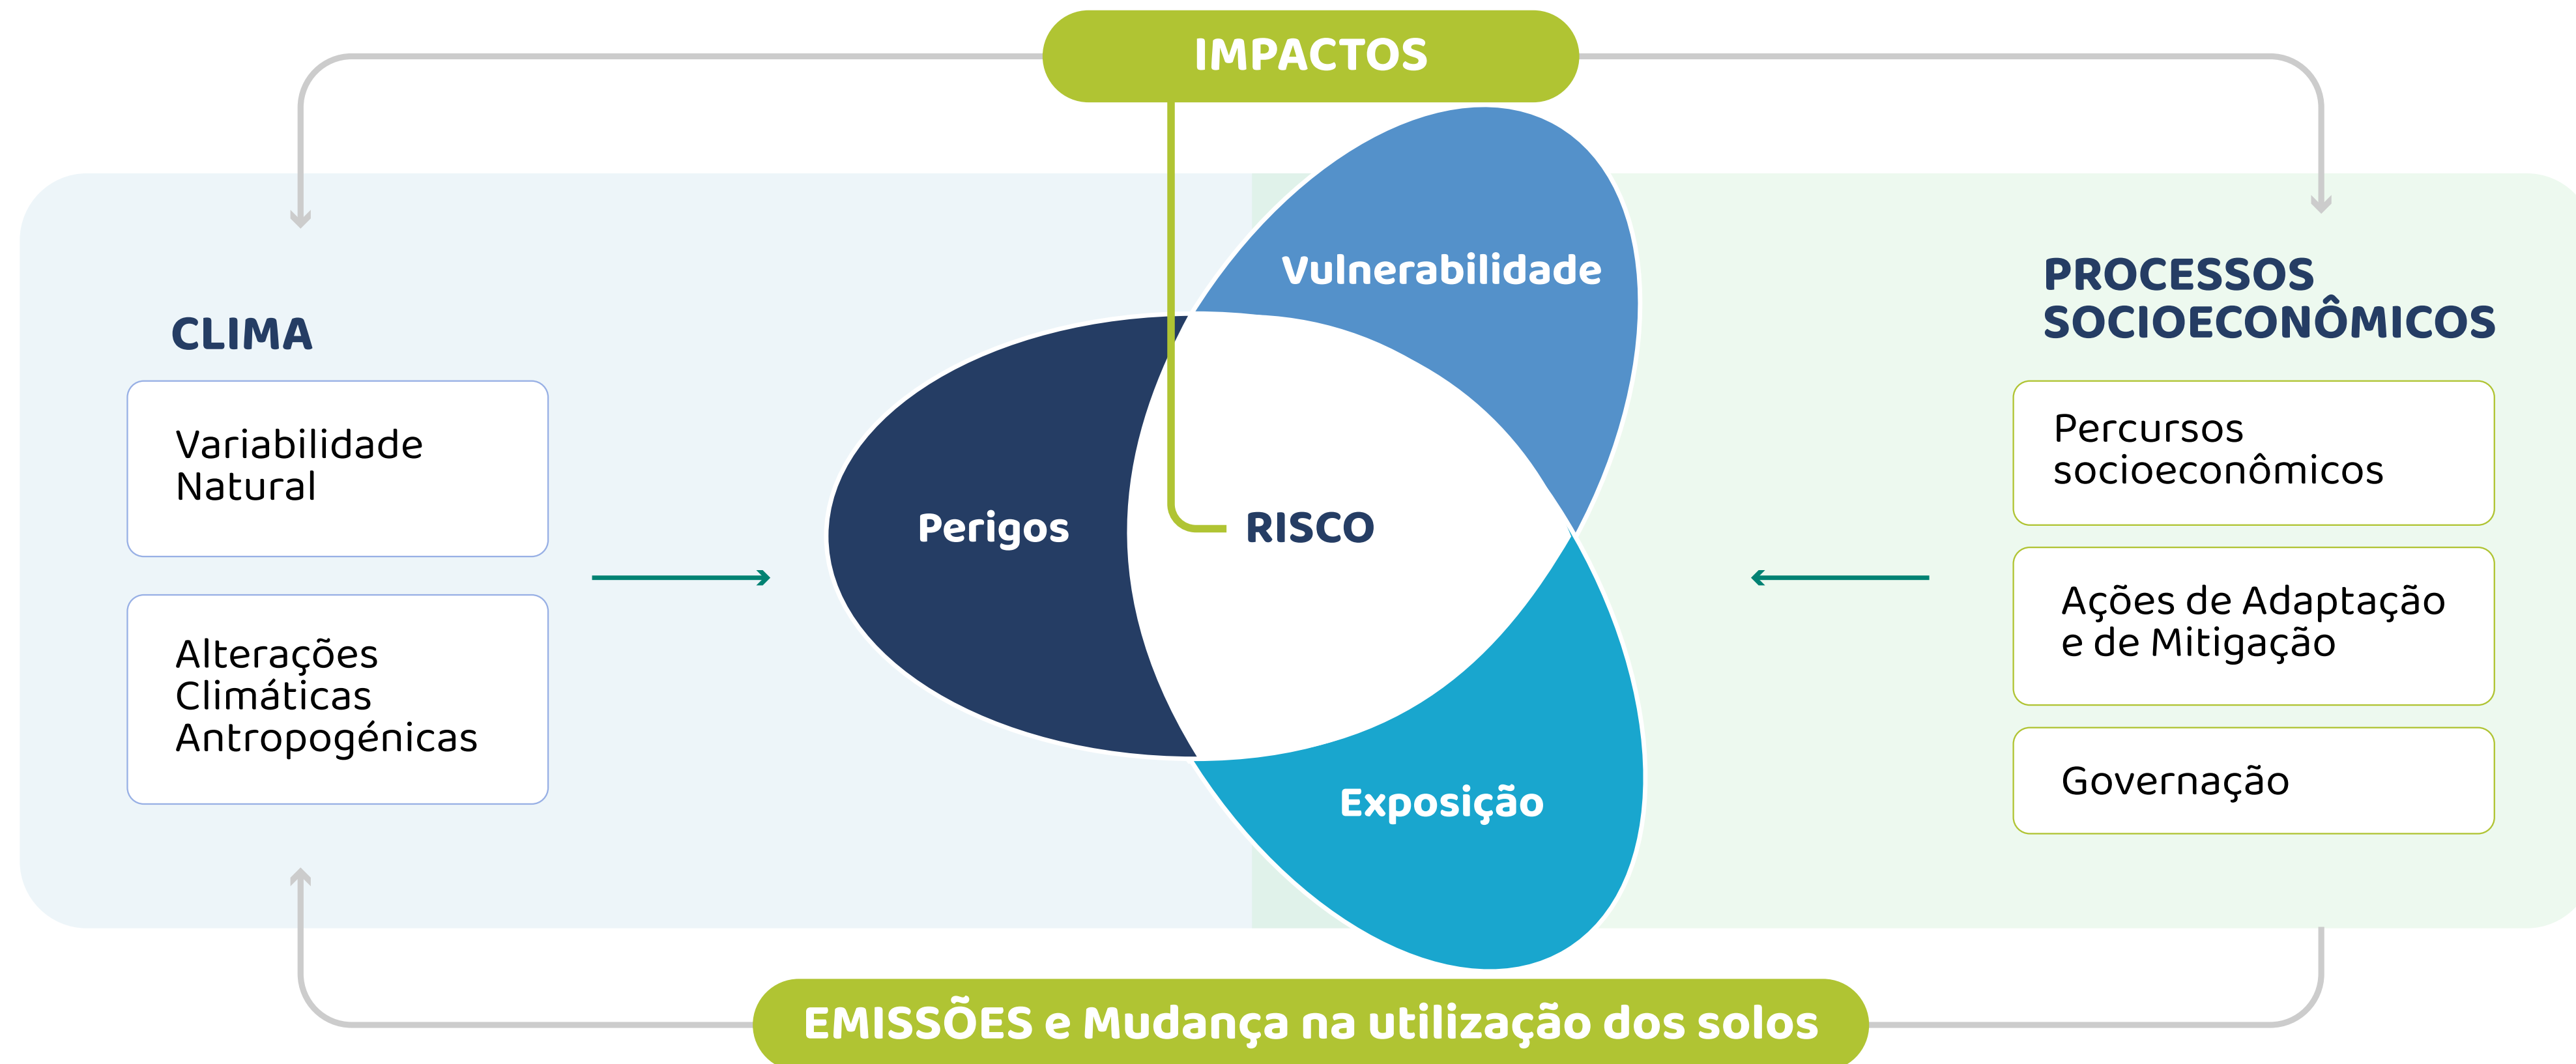 IMPACTOS
CLIMA
Variabilidade
Natural
Alterações
Climáticas
Antropogénicas
Vulnerabilidade
Perigos
RISCO
Exposição
PROCESSOS
SOCIOECONÔMICOS
Percursos
socioeconômicos
Ações de Adaptação
e de Mitigação
Governação
EMISSÕES e Mudança na utilização dos solos